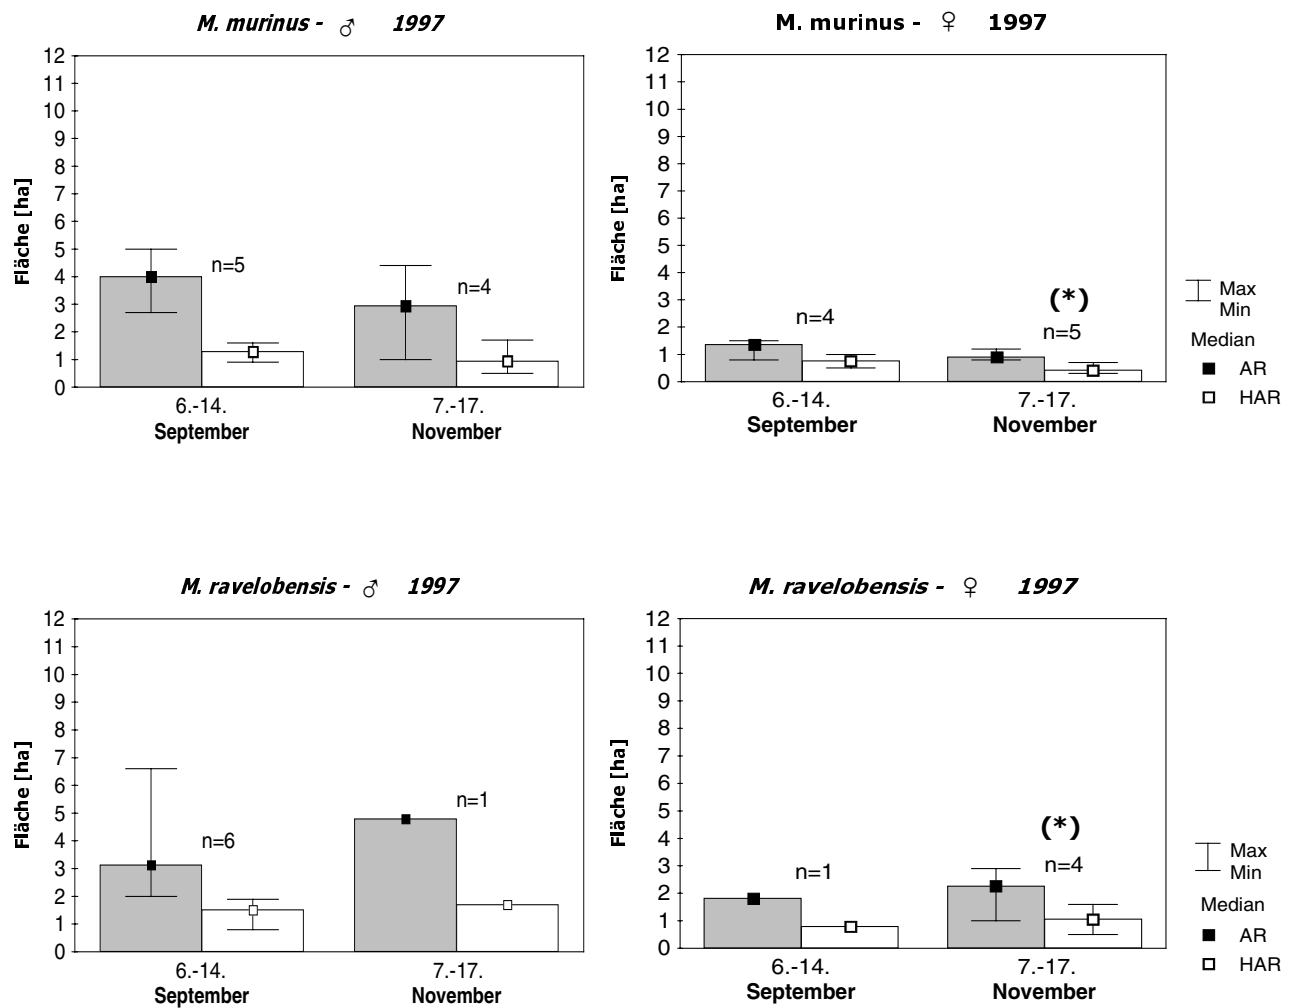 M. murinus - ♂ 1997
12
11
10
9
8
7
6
5
4
3
2
1
0
Fläche [ha]
n=5
n=4
6.-14.
September
7.-17.
November
M. murinus - ♀ 1997
12
11
10
9
8
7
6
5
4
3
2
1
0
Fläche [ha]
n=4
(*)
n=5
6.-14.
September
7.-17.
November
Max
Min
Median
AR
HAR
M. ravelobensis - ♂ 1997
12
11
10
9
8
7
6
5
4
3
2
1
0
Fläche [ha]
n=6
n=1
6.-14.
September
7.-17.
November
M. ravelobensis - ♀ 1997
12
11
10
9
8
7
6
5
4
3
2
1
0
Fläche [ha]
n=1
(*)
n=4
6.-14.
September
7.-17.
November
Max
Min
Median
AR
HAR